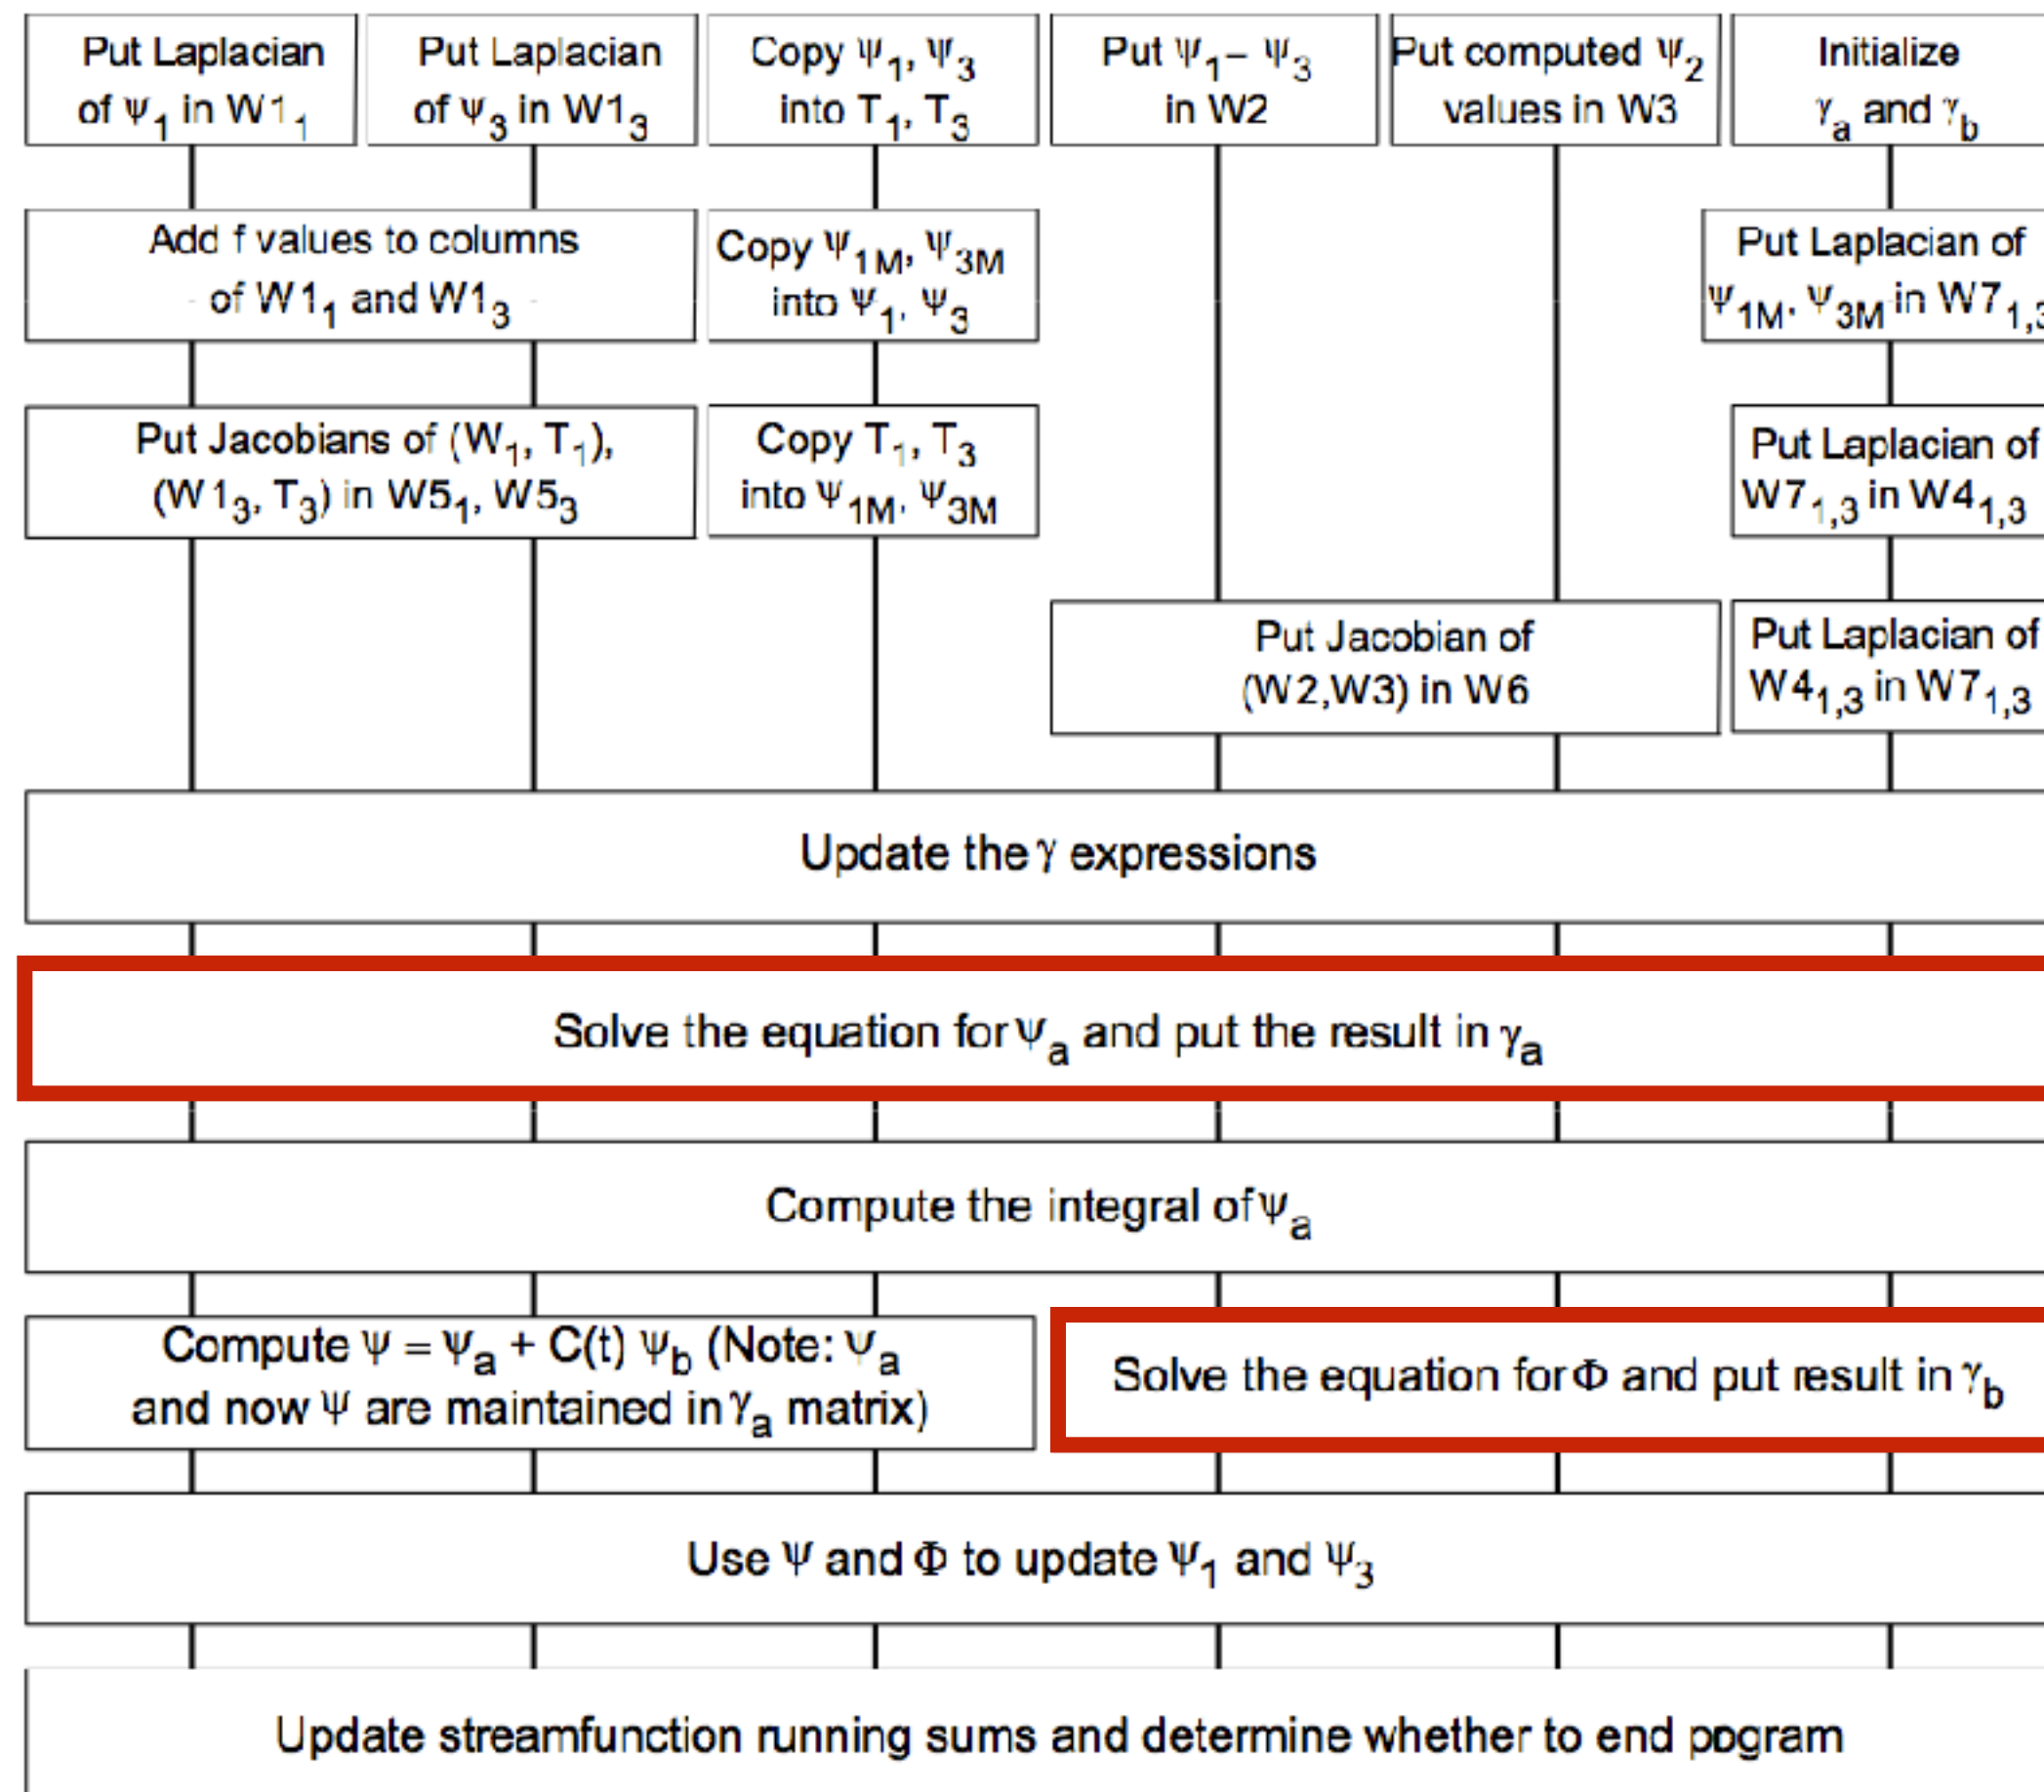 Put Laplacian
of Ψ1 in W11
Put Laplacian
of Ψ3 in W13
Copy Ψ1, Ψ3
into T1, T3
Put Ψ1– Ψ3
in W2
Put computed Ψ2
values in W3
Initialize
γa and γb
Add f values to columns
of W11 and W13
Copy Ψ1M, Ψ3M
into Ψ1, Ψ3
Put Laplacian of
Ψ1M, Ψ3M in W71,3
Put Jacobians of (W1, T1),
(W13, T3) in W51, W53
Copy T1, T3
into Ψ1M, Ψ3M
Put Laplacian of
W71,3 in W41,3
Put Jacobian of
(W2,W3) in W6
Put Laplacian of
W41,3 in W71,3
Update the γ expressions
Solve the equation for Ψa and put the result in γa
Compute the integral of Ψa
Compute Ψ = Ψa + C(t) Ψb (Note: Ψa
and now Ψ are maintained in γa matrix)
Solve the equation for Φ and put result in γb
Use Ψ and Φ to update Ψ1 and Ψ3
Update streamfunction running sums and determine whether to end pogram